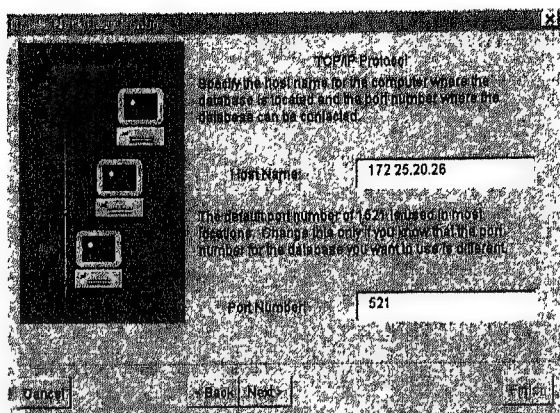 TCP/IP Protocol
Specify the host name for the computer where the
database is located and the port number where the
database can be contacted.
Host Name:
172 25.20.26
The default port number of 1521 is used in most
locations. Change this only if you know that the port
number for the database you want to use is different.
Port Number:
521
Cancel
< Back Next >
Finish